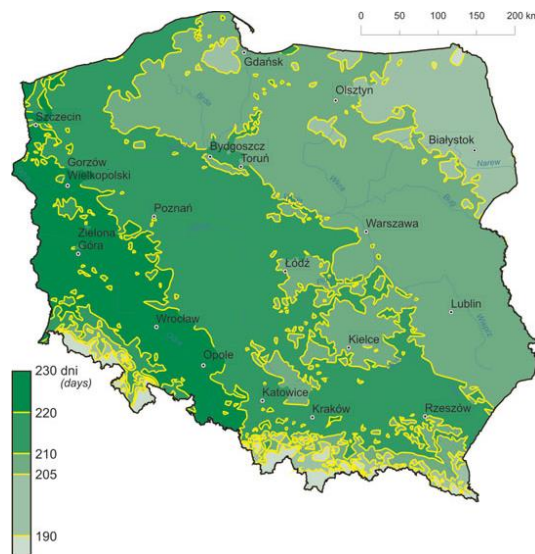 0 50 100 150 200 km
Gdańsk
Olsztyn
Szczecin
Białystok
Bydgoszcz
Toruń
Narew
Gorzów
Wielkopolski
Bug
Poznań
Warszawa
Zielona
Góra
Łódź
Lublin
Wrocław
Kielce
Opole
230 dni
(days)
Katowice
Kraków
Rzeszów
220
210
205
190